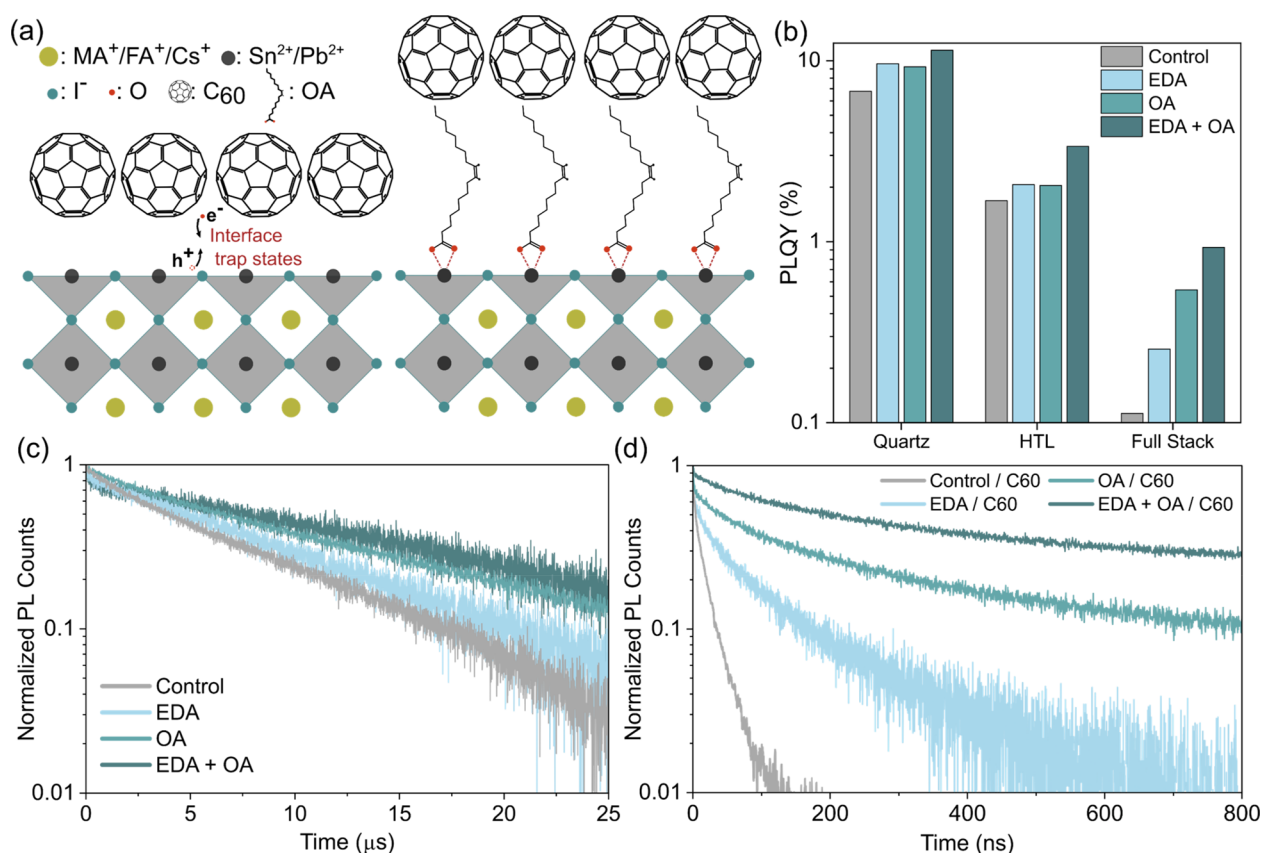 (a)
: MA+/FA+/Cs+ : Sn2+/Pb2+
: I- : O : C60 : OA
e-
Interface
h+ trap states
(b)
PLQY (%)
10
1
0.1
Control
EDA
OA
EDA + OA
Quartz HTL Full Stack
(c)
Normalized PL Counts
1
0.1
0.01
Control
EDA
OA
EDA + OA
0 5 10 15 20 25
Time (μs)
(d)
Normalized PL Counts
1
0.1
0.01
Control / C60 OA / C60
EDA / C60 EDA + OA / C60
0 200 400 600 800
Time (ns)